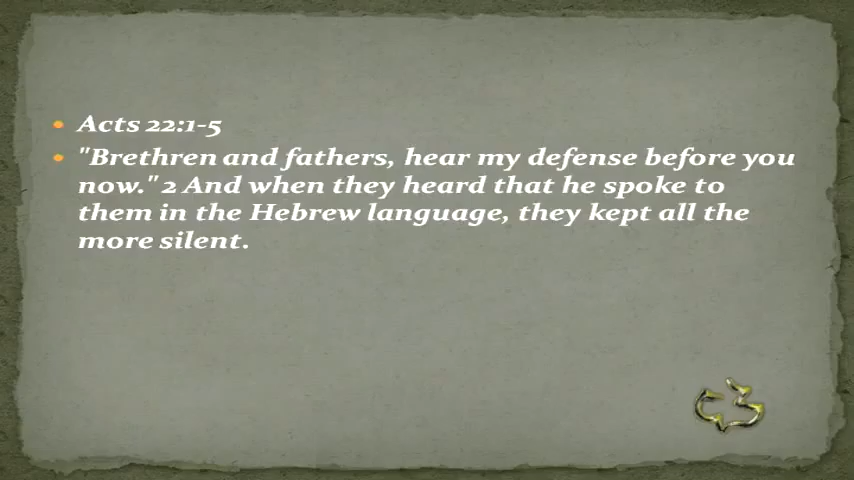 Acts 22:1-5
"Brethren and fathers, hear my defense before you
now." 2 And when they heard that he spoke to
them in the Hebrew language, they kept all the
more silent.